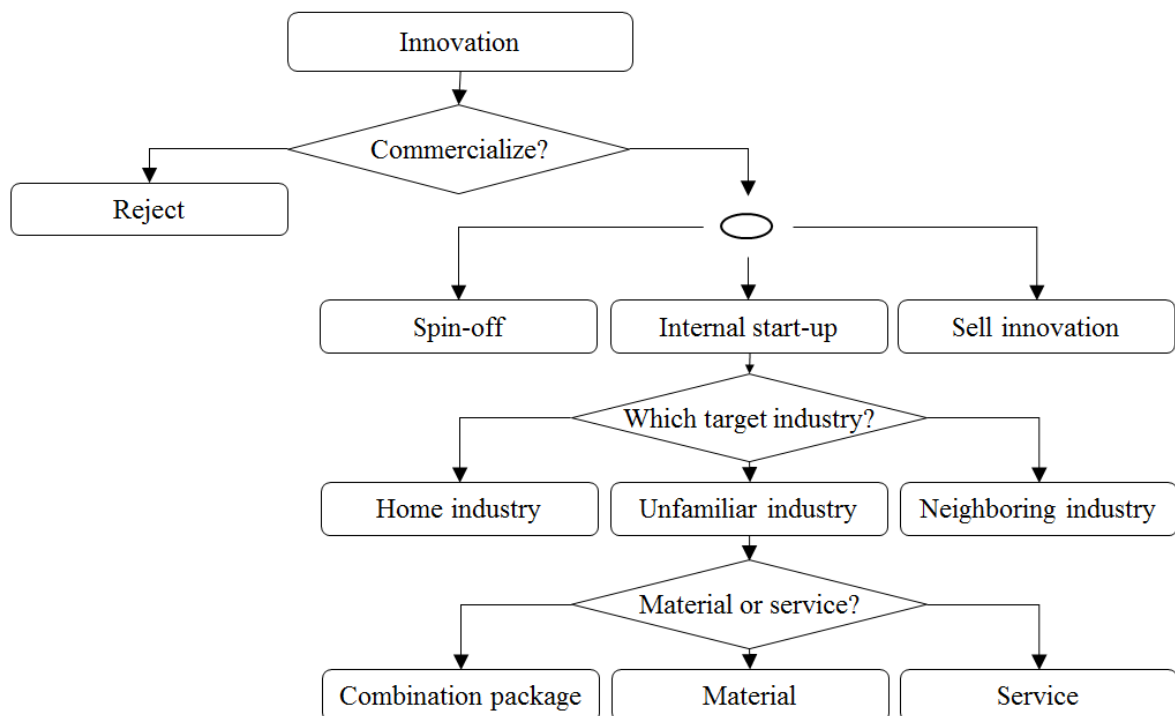 Innovation
Commercialize?
Reject
Spin-off
Internal start-up
Sell innovation
Which target industry?
Home industry
Unfamiliar industry
Neighboring industry
Material or service?
Combination package
Material
Service